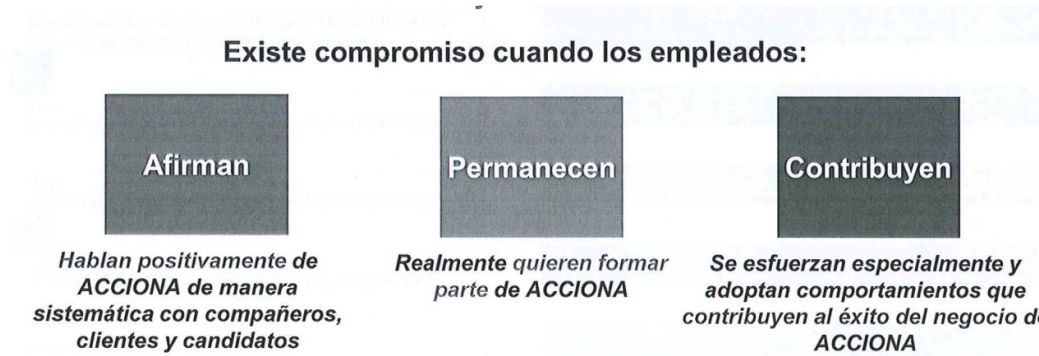 Existe compromiso cuando los empleados:
Afirman
Permanecen
Contribuyen
Hablan positivamente de
ACCIONA de manera
sistemática con compañeros,
clientes y candidatos
Realmente quieren formar
parte de ACCIONA
Se esfuerzan especialmente y
adoptan comportamientos que
contribuyen al éxito del negocio de
ACCIONA